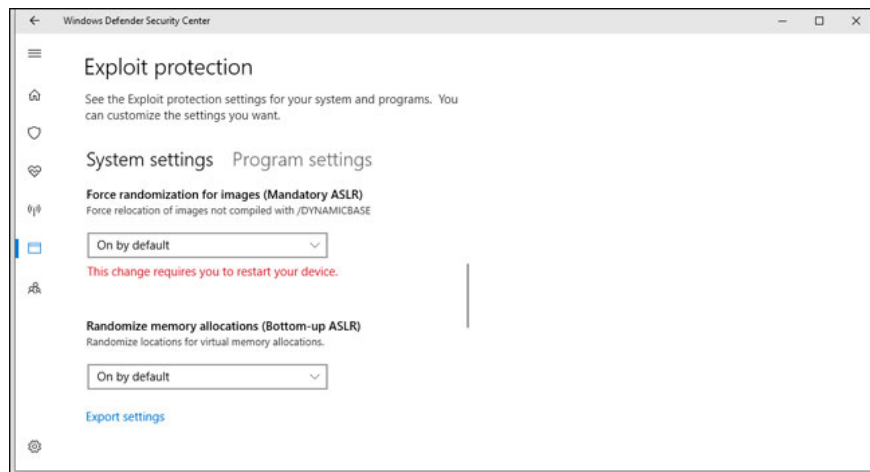 Windows Defender Security Center
Exploit protection
See the Exploit protection settings for your system and programs. You
can customize the settings you want.
System settings Program settings
Force randomization for images (Mandatory ASLR)
Force relocation of images not compiled with /DYNAMICBASE
On by default
This change requires you to restart your device.
Randomize memory allocations (Bottom-up ASLR)
Randomize locations for virtual memory allocations.
On by default
Export settings